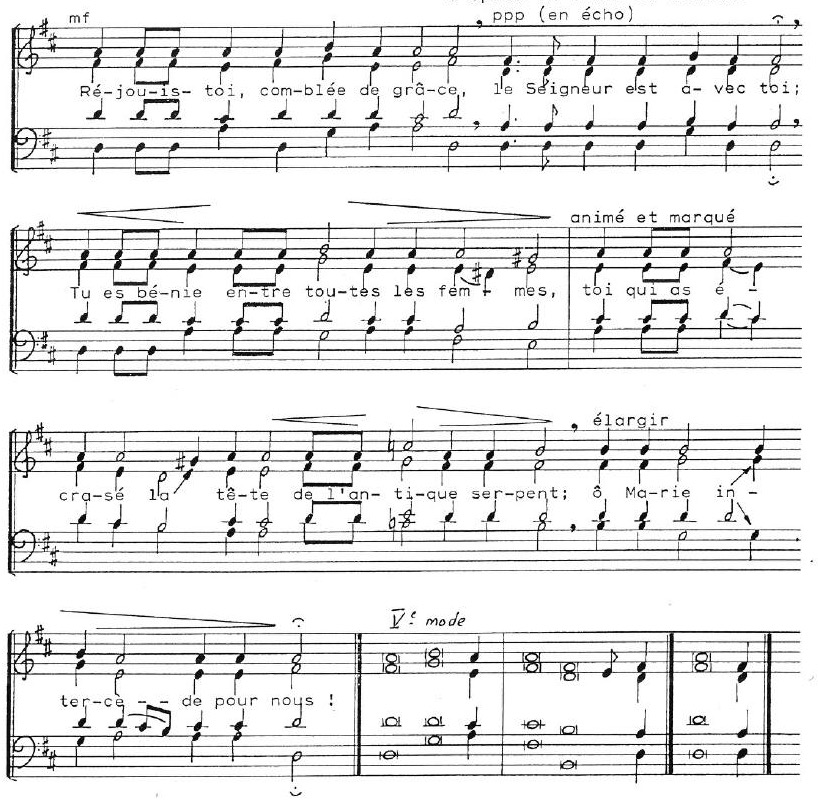 mf ppp (en écho)
Ré-jou-is- toi, com-blée de grâ-ce, le Seigneur est a-vec toi;
animé et marqué
Tu es bé-nie en-tre tou-tes les fem - mes, toi qui as é -
élargir
cra-sé la tê-te de l'an-ti-que ser-pent; ô Ma-rie in -
Vᵉ mode
ter-ce - - de pour nous !